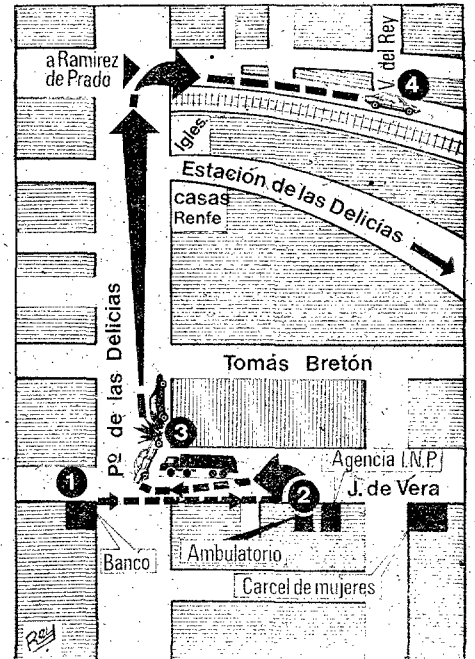 a Ramirez
de Prado
V. del Rey
4
Igles.
Estación de las Delicias
casas
Renfe
Pº de las Delicias
Tomás Bretón
3
Agencia I.N.P.
1
2
J. de Vera
Banco
Ambulatorio
Carcel de mujeres
Rey